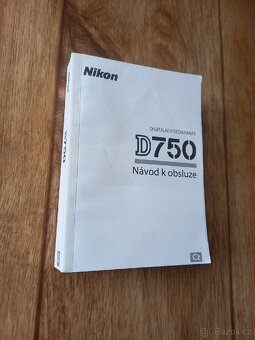 Nikon
DIGITÁLNÍ FOTOAPARÁT
D750
Návod k obsluze
Cz